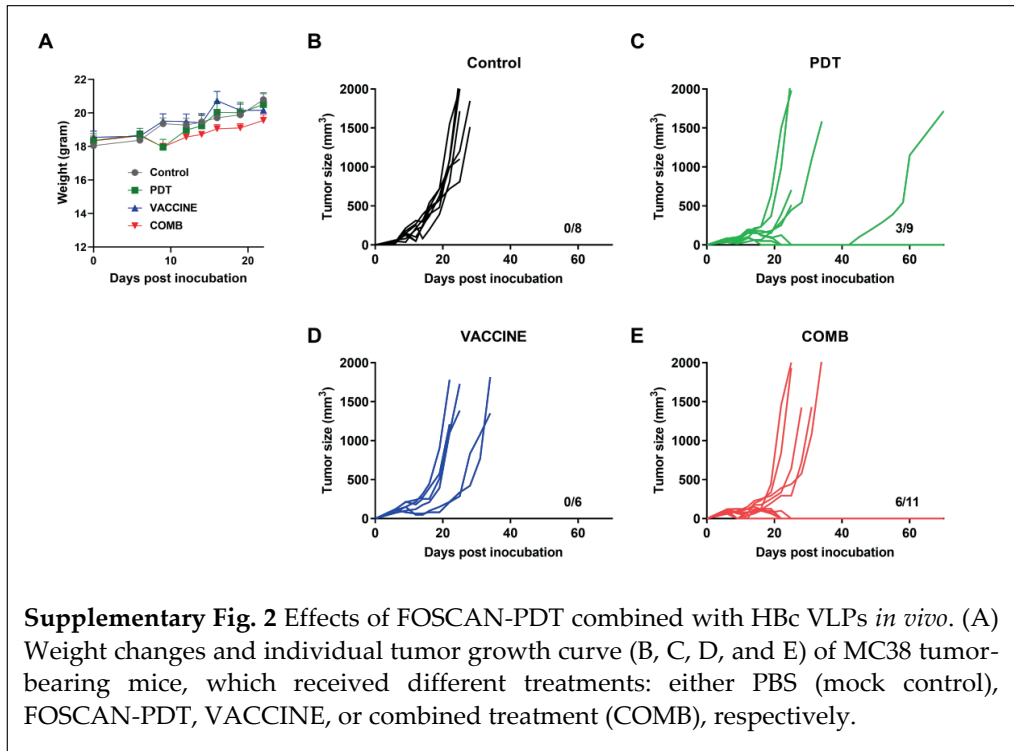 A
Weight (gram)
22
20
18
16
14
12
Control
PDT
VACCINE
COMB
0
10
20
Days post inocubation
B
Control
Tumor size (mm³)
2000
1500
1000
500
0
0/8
0
20
40
60
Days post inocubation
C
PDT
Tumor size (mm³)
2000
1500
1000
500
0
3/9
0
20
40
60
Days post inocubation
D
VACCINE
Tumor size (mm³)
2000
1500
1000
500
0
0/6
0
20
40
60
Days post inocubation
E
COMB
Tumor size (mm³)
2000
1500
1000
500
0
6/11
0
20
40
60
Days post inocubation
Supplementary Fig. 2 Effects of FOSCAN-PDT combined with HBc VLPs in vivo. (A)
Weight changes and individual tumor growth curve (B, C, D, and E) of MC38 tumor-
bearing mice, which received different treatments: either PBS (mock control),
FOSCAN-PDT, VACCINE, or combined treatment (COMB), respectively.